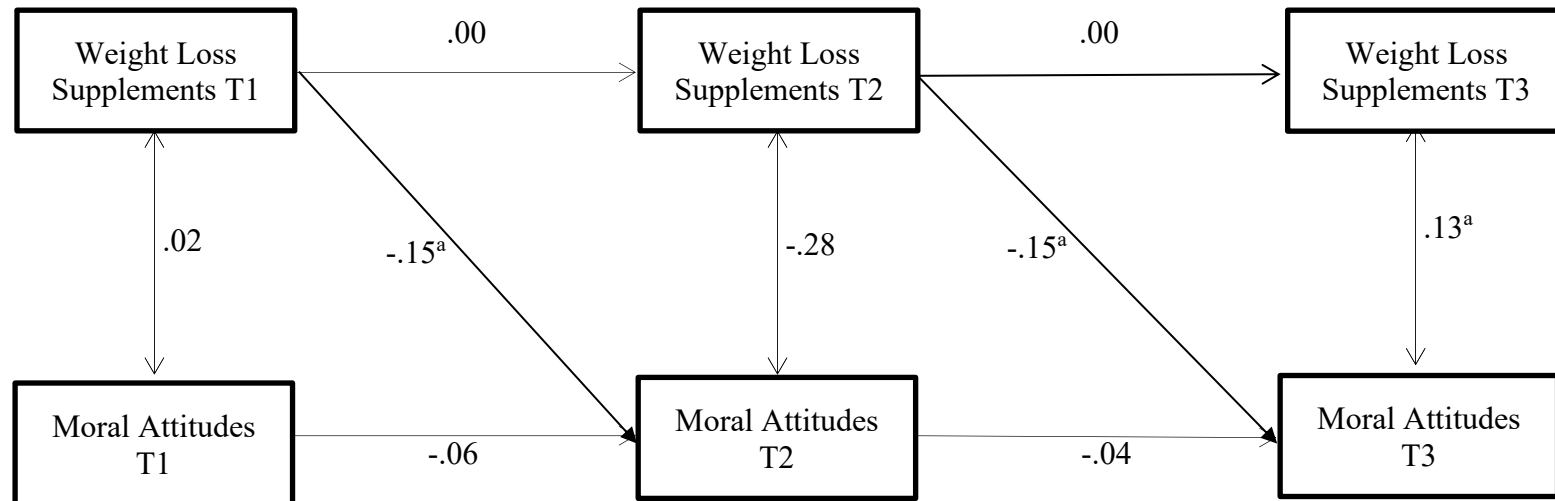 .00
.00
Weight Loss
Supplements T1
Weight Loss
Supplements T2
Weight Loss
Supplements T3
.02
-.15ᵃ
-.28
-.15ᵃ
.13ᵃ
Moral Attitudes
T1
Moral Attitudes
T2
Moral Attitudes
T3
-.06
-.04